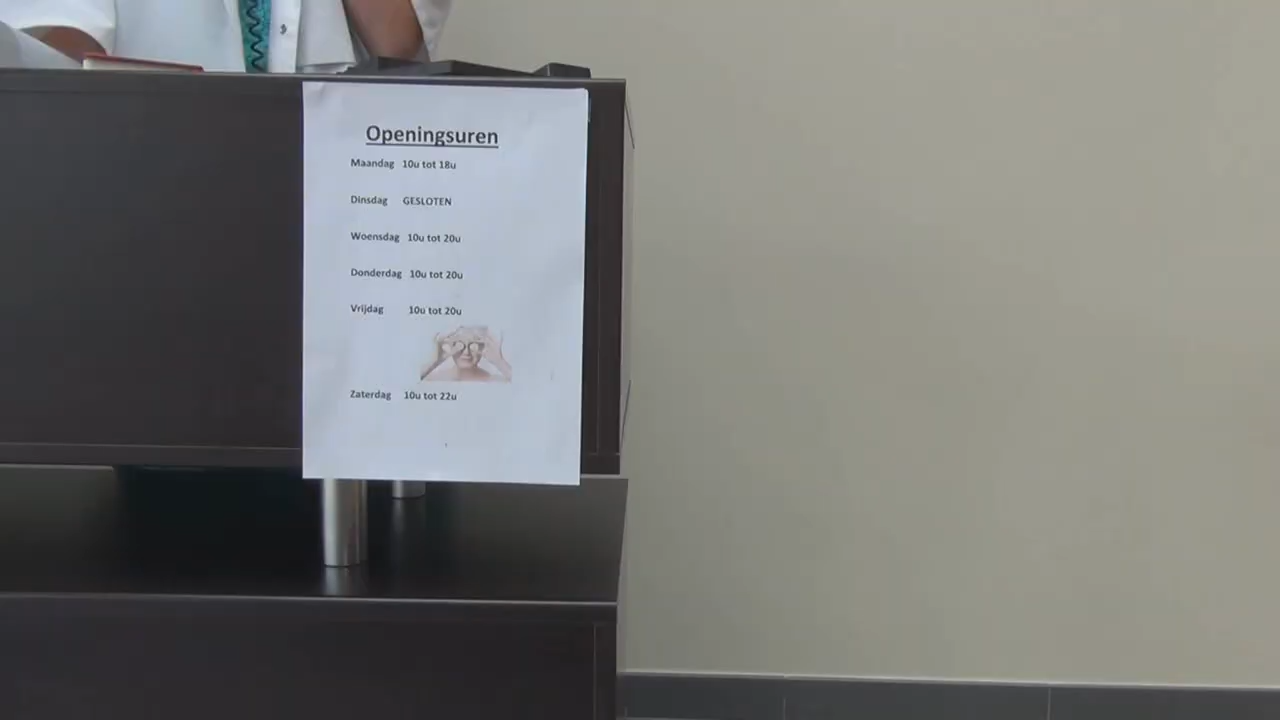 Openingsuren
Maandag 10u tot 18u
Dinsdag GESLOTEN
Woensdag 10u tot 20u
Donderdag 10u tot 20u
Vrijdag 10u tot 20u
Zaterdag 10u tot 22u